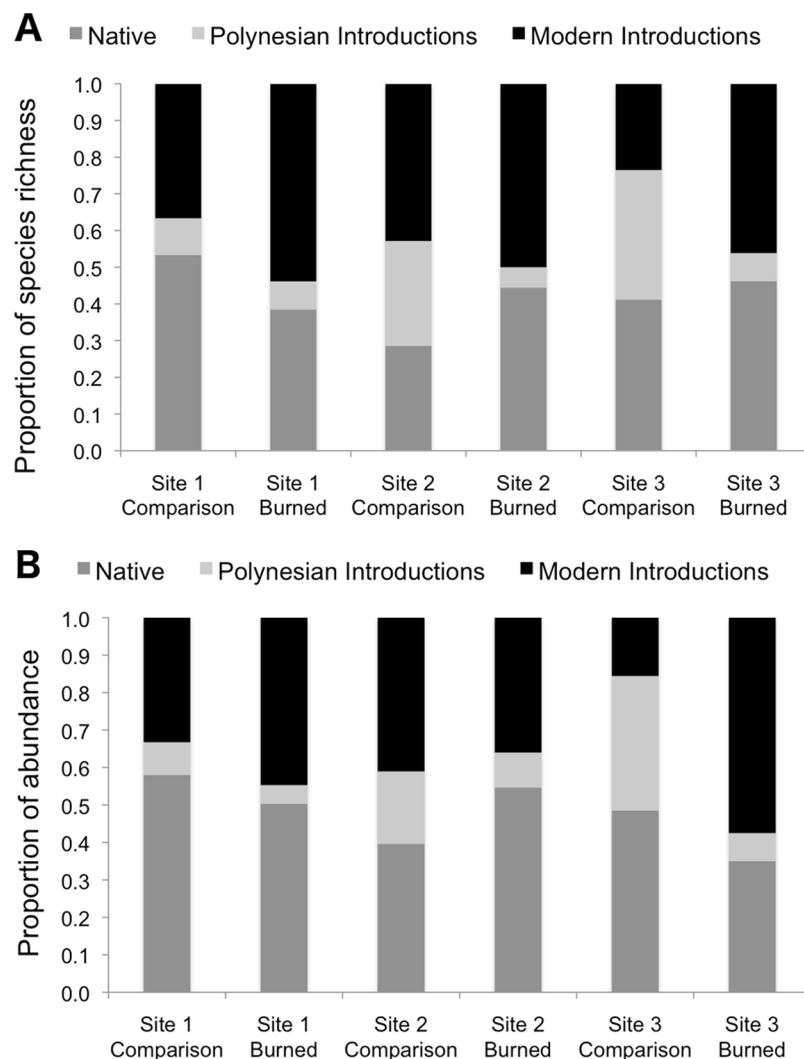 A
Native Polynesian Introductions Modern Introductions
Proportion of species richness
1.0
0.9
0.8
0.7
0.6
0.5
0.4
0.3
0.2
0.1
0.0
Site 1 Site 1 Site 2 Site 2 Site 3 Site 3
Comparison Burned Comparison Burned Comparison Burned
B
Native Polynesian Introductions Modern Introductions
Proportion of abundance
1.0
0.9
0.8
0.7
0.6
0.5
0.4
0.3
0.2
0.1
0.0
Site 1 Site 1 Site 2 Site 2 Site 3 Site 3
Comparison Burned Comparison Burned Comparison Burned